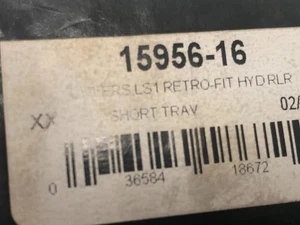 15956-16
LS1 RETRO-FIT HYD RLR
XX SHORT TRAV 02/
0 36584 18672